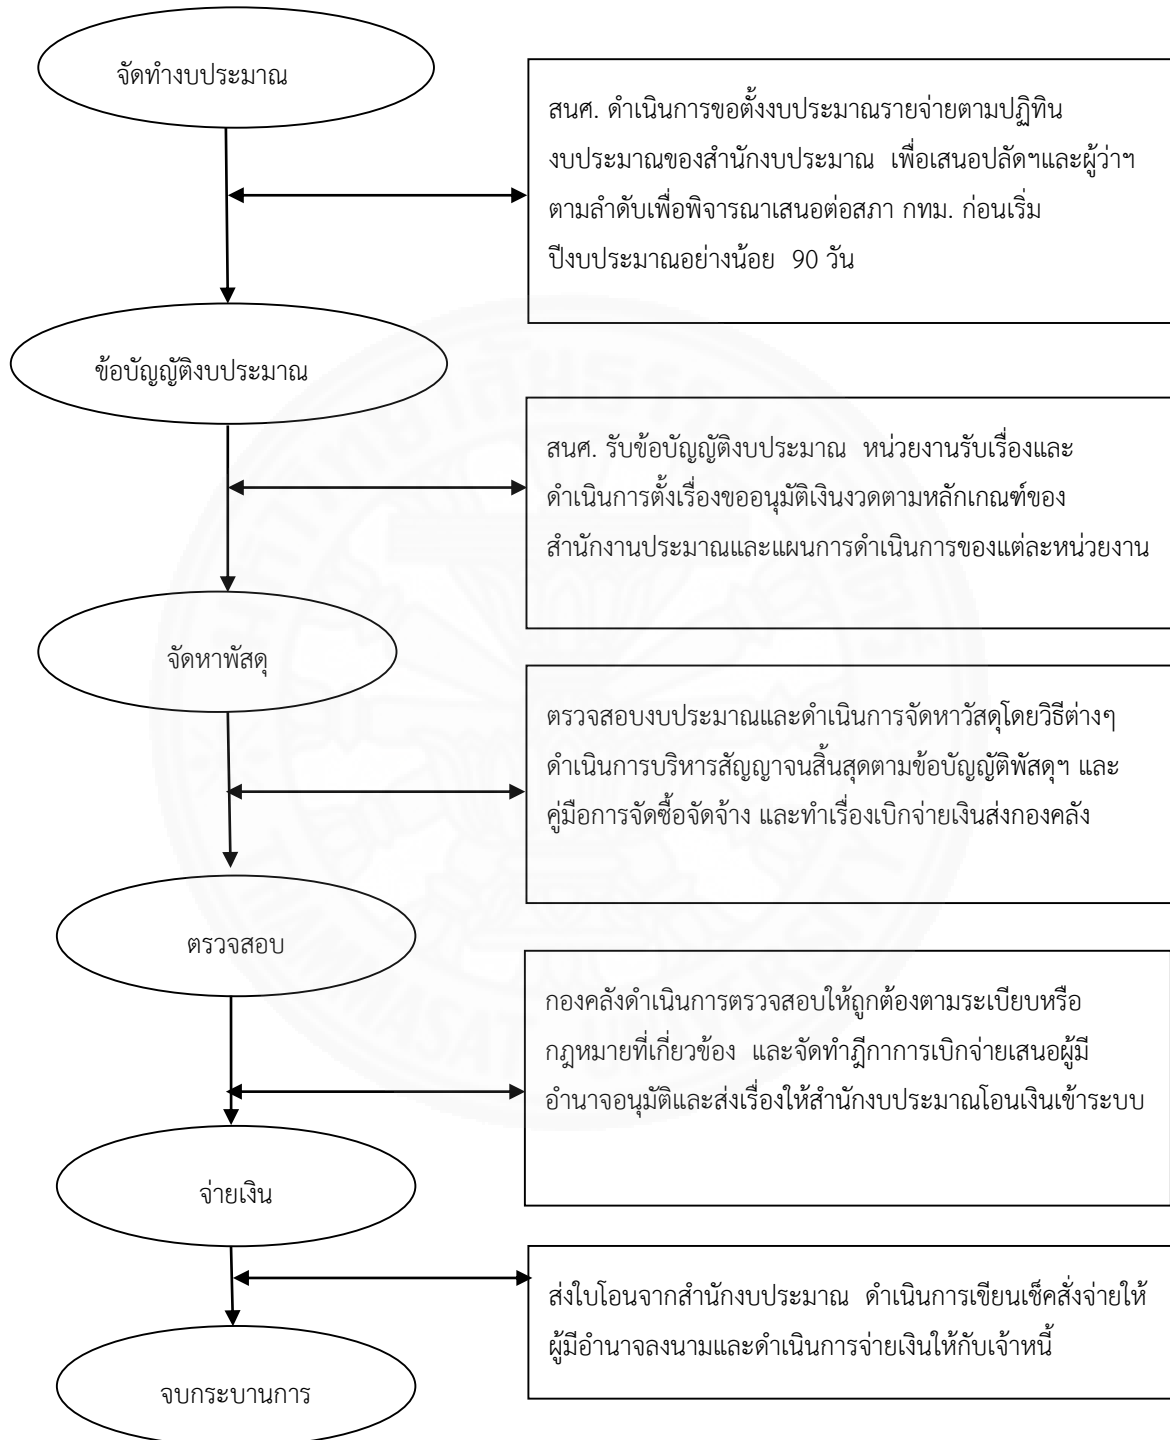 จัดทำงบประมาณ
สนศ. ดำเนินการขอตั้งงบประมาณรายจ่ายตามปฏิทิน
งบประมาณของสำนักงบประมาณ เพื่อเสนอปลัดฯและผู้ว่าฯ
ตามลำดับเพื่อพิจารณาเสนอต่อสภา กทม. ก่อนเริ่ม
ปีงบประมาณอย่างน้อย 90 วัน
ข้อบัญญัติงบประมาณ
สนศ. รับข้อบัญญัติงบประมาณ หน่วยงานรับเรื่องและ
ดำเนินการตั้งเรื่องขออนุมัติเงินงวดตามหลักเกณฑ์ของ
สำนักงานประมาณและแผนการดำเนินการของแต่ละหน่วยงาน
จัดหาพัสดุ
ตรวจสอบงบประมาณและดำเนินการจัดหาวัสดุโดยวิธีต่างๆ
ดำเนินการบริหารสัญญาจนสิ้นสุดตามข้อบัญญัติพัสดุฯ และ
คู่มือการจัดซื้อจัดจ้าง และทำเรื่องเบิกจ่ายเงินส่งกองคลัง
ตรวจสอบ
กองคลังดำเนินการตรวจสอบให้ถูกต้องตามระเบียบหรือ
กฎหมายที่เกี่ยวข้อง และจัดทำฎีกาการเบิกจ่ายเสนอผู้มี
อำนาจอนุมัติและส่งเรื่องให้สำนักงบประมาณโอนเงินเข้าระบบ
จ่ายเงิน
ส่งใบโอนจากสำนักงบประมาณ ดำเนินการเขียนเช็คสั่งจ่ายให้
ผู้มีอำนาจลงนามและดำเนินการจ่ายเงินให้กับเจ้าหนี้
จบกระบานการ